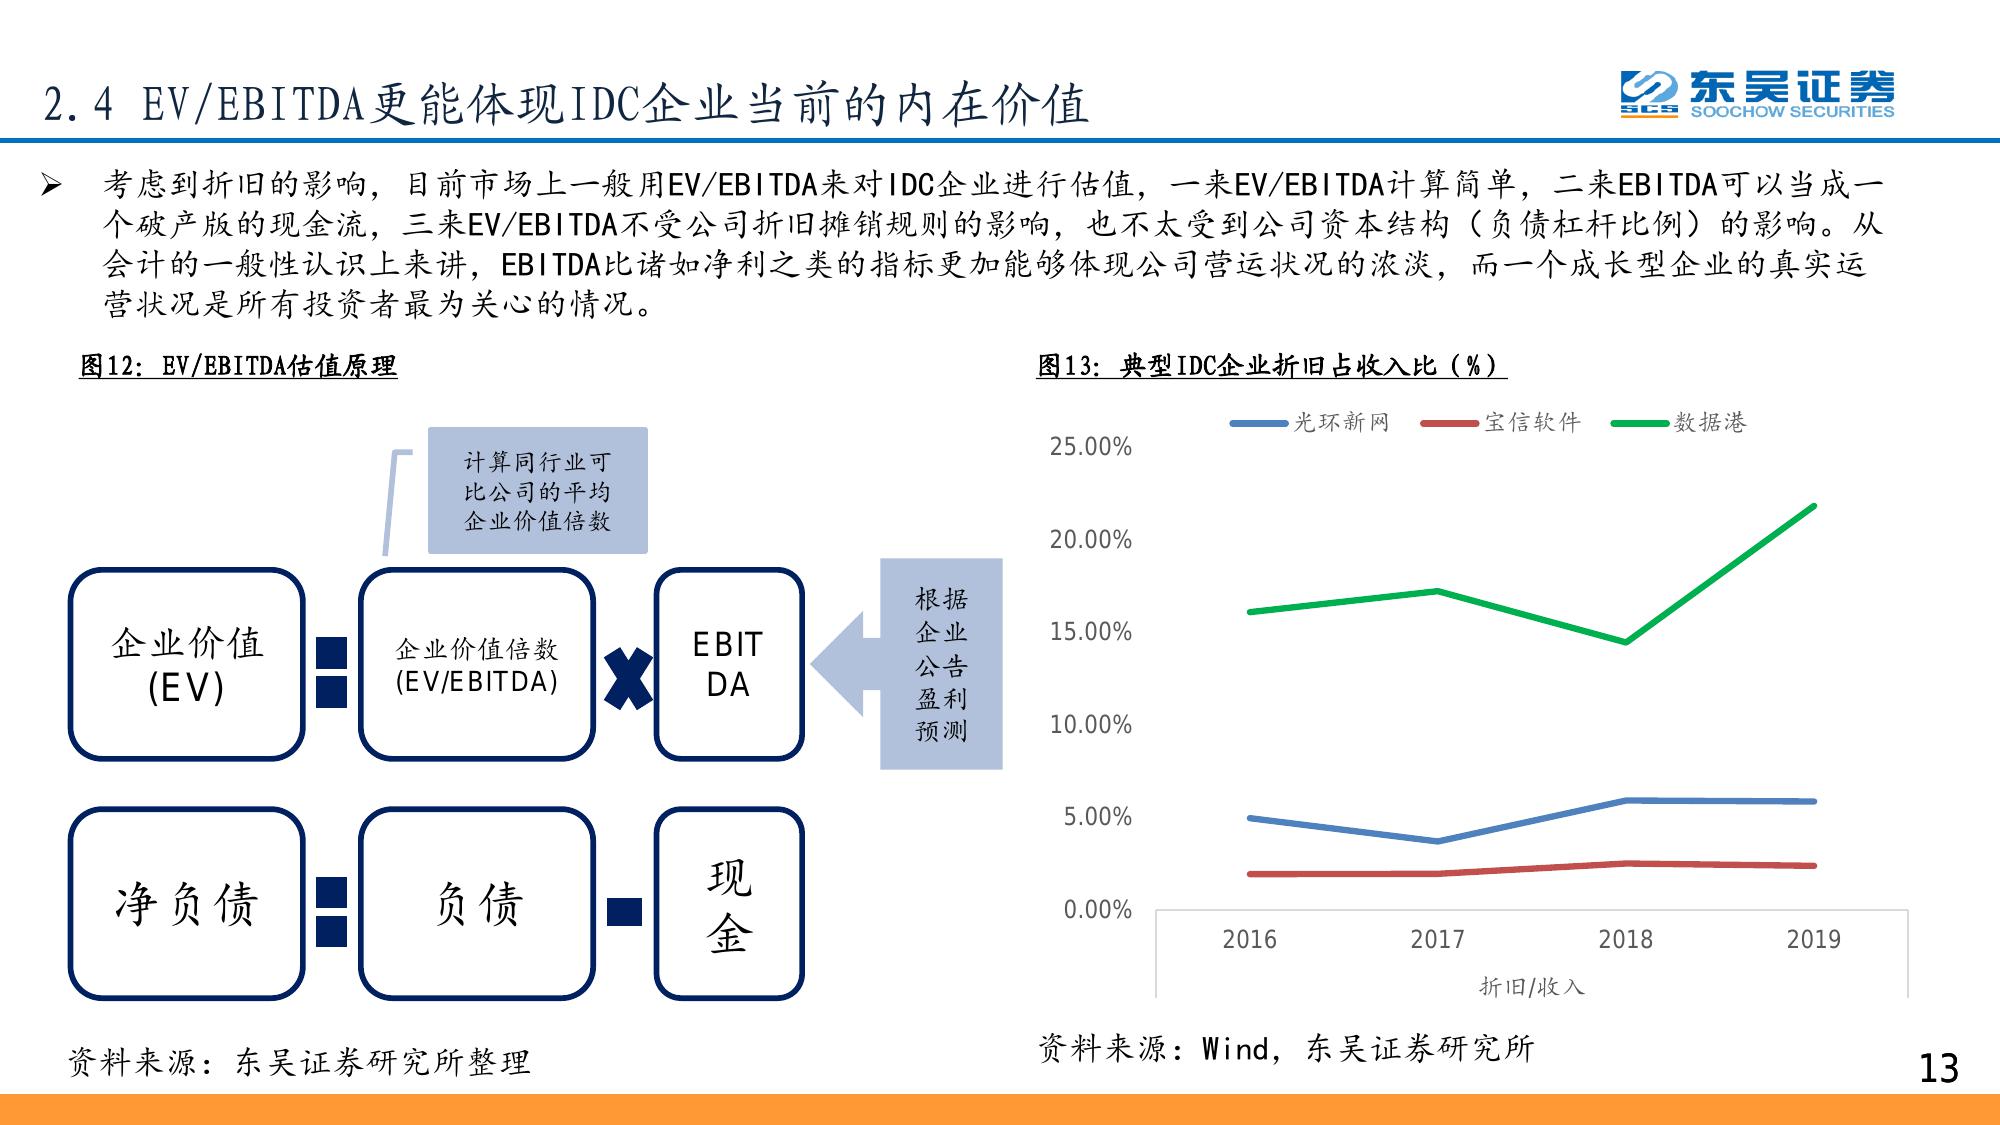 2.4 EV/EBITDA更能体现IDC企业当前的内在价值
东吴证券
SCS
SOOCHOW SECURITIES
➢ 考虑到折旧的影响，目前市场上一般用EV/EBITDA来对IDC企业进行估值，一来EV/EBITDA计算简单，二来EBITDA可以当成一
个破产版的现金流，三来EV/EBITDA不受公司折旧摊销规则的影响，也不太受到公司资本结构（负债杠杆比例）的影响。从
会计的一般性认识上来讲，EBITDA比诸如净利之类的指标更加能够体现公司营运状况的浓淡，而一个成长型企业的真实运
营状况是所有投资者最为关心的情况。
图12：EV/EBITDA估值原理
计算同行业可
比公司的平均
企业价值倍数
企业价值
(EV)
企业价值倍数
(EV/EBITDA)
EBIT
DA
根据
企业
公告
盈利
预测
净负债
负债
现
金
资料来源：东吴证券研究所整理
图13：典型IDC企业折旧占收入比（%）
光环新网
宝信软件
数据港
25.00%
20.00%
15.00%
10.00%
5.00%
0.00%
2016
2017
2018
2019
折旧/收入
资料来源：Wind，东吴证券研究所
13